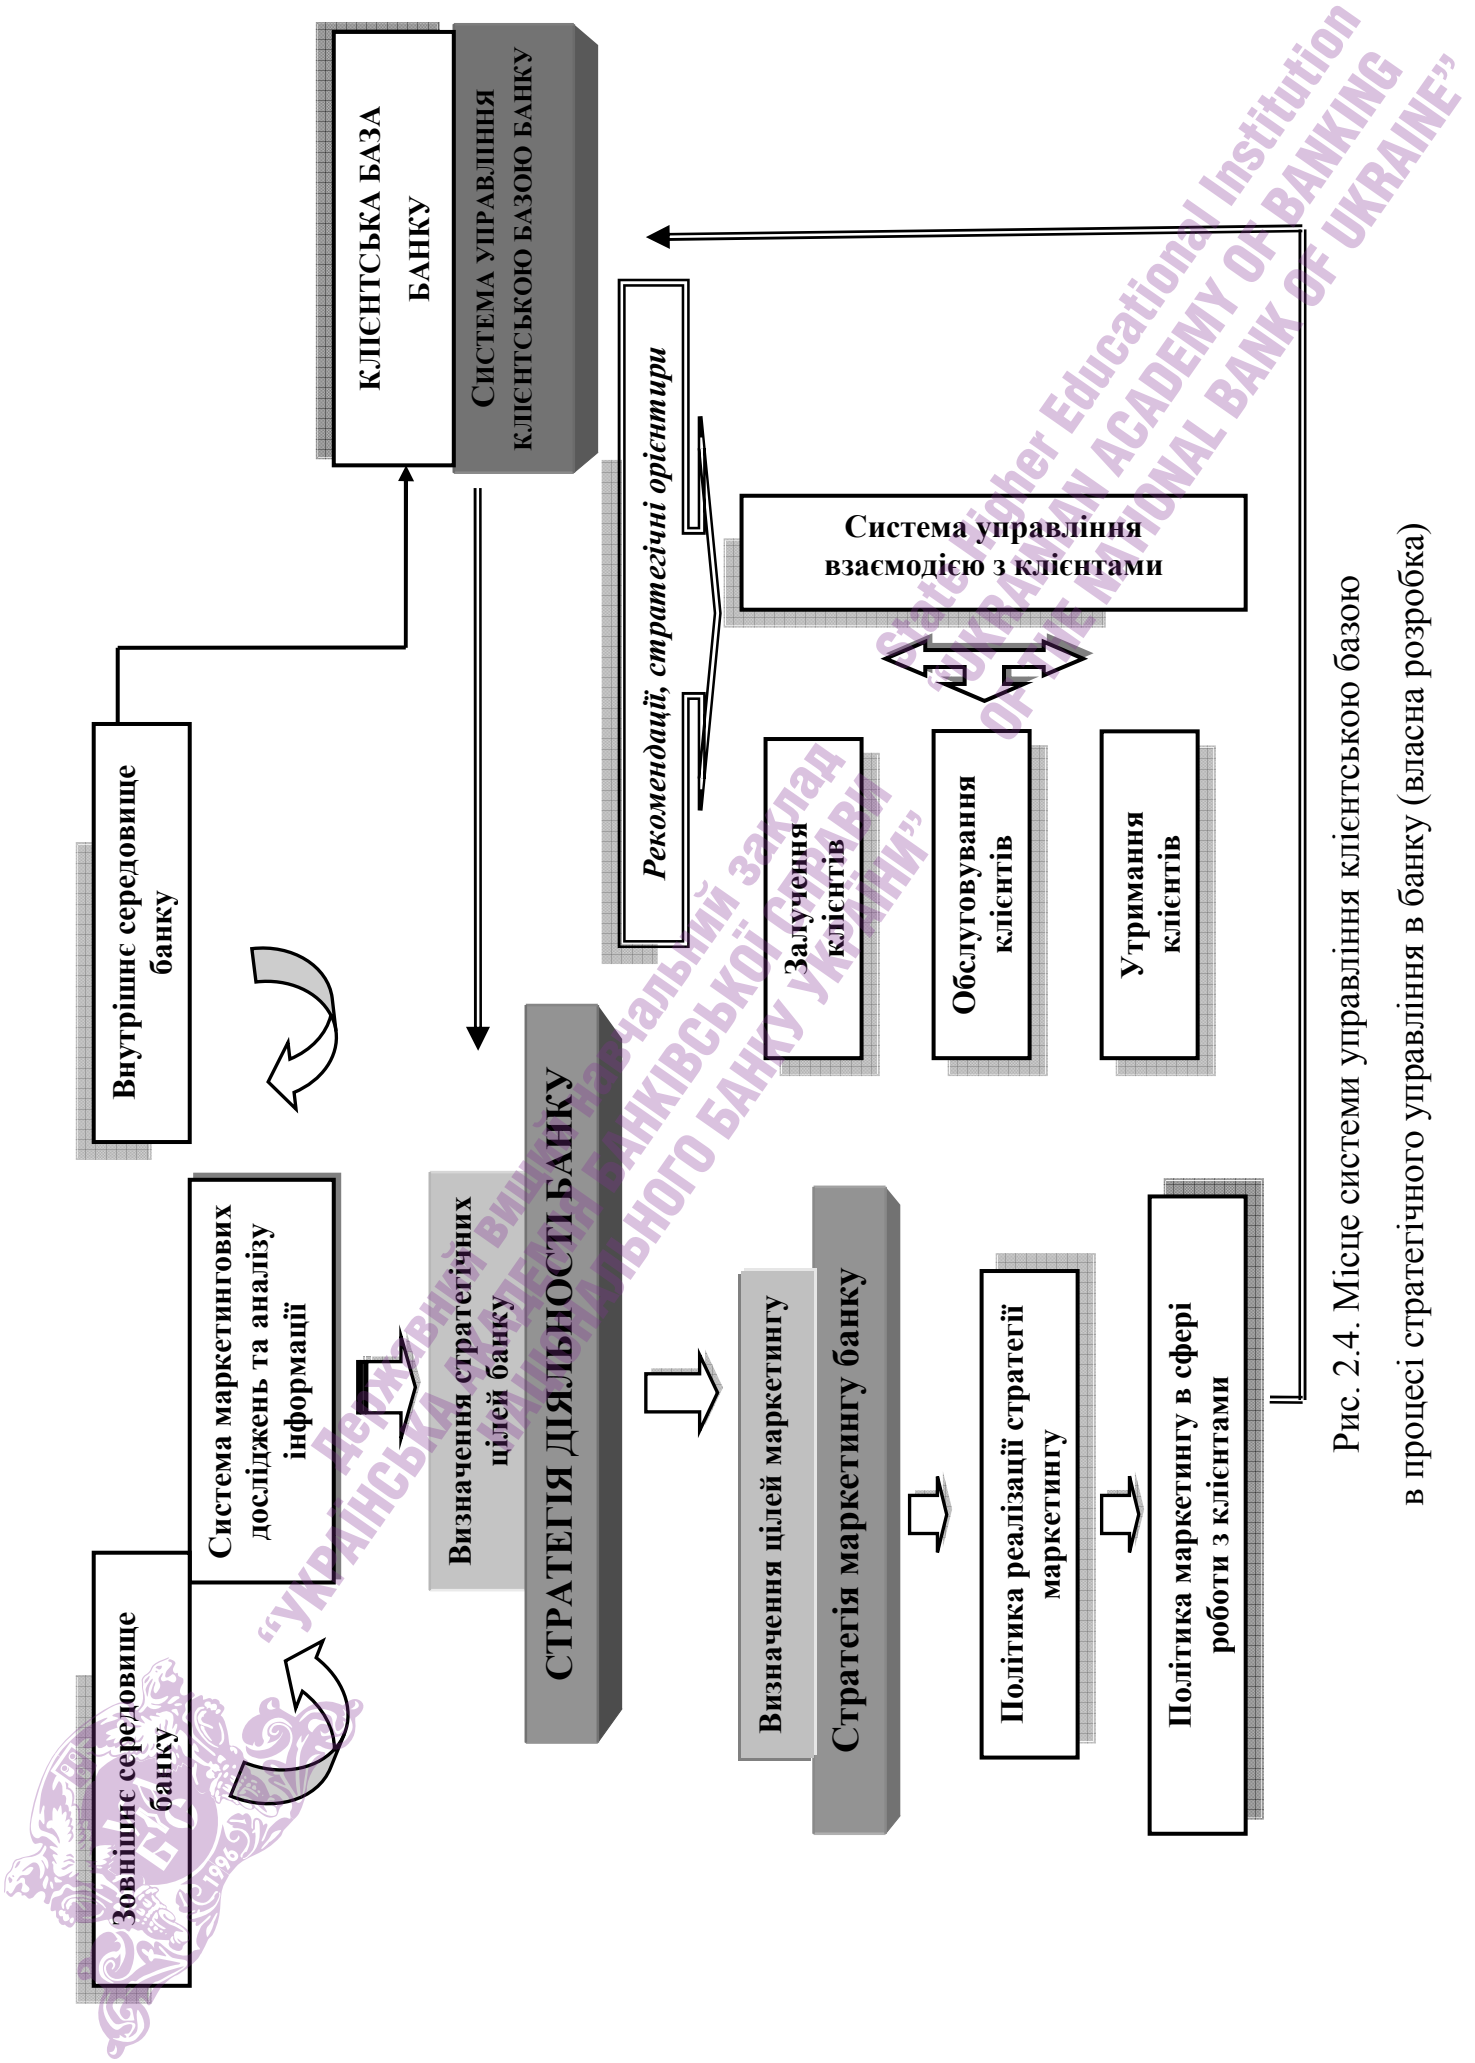 Зовнішнє середовище
банку
Внутрішнє середовище
банку
Система маркетингових
досліджень та аналізу
інформації
КЛІЄНТСЬКА БАЗА
БАНКУ
СИСТЕМА УПРАВЛІННЯ
КЛІЄНТСЬКОЮ БАЗОЮ БАНКУ
Визначення стратегічних
цілей банку
СТРАТЕГІЯ ДІЯЛЬНОСТІ БАНКУ
Рекомендації, стратегічні орієнтири
Система управління
взаємодією з клієнтами
Визначення цілей маркетингу
Стратегія маркетингу банку
Залучення
клієнтів
Обслуговування
клієнтів
Утримання
клієнтів
Політика реалізації стратегії
маркетингу
Політика маркетингу в сфері
роботи з клієнтами
Рис. 2.4. Місце системи управління клієнтською базою
в процесі стратегічного управління в банку (власна розробка)
Державний вищий навчальний заклад
“УКРАЇНСЬКА АКАДЕМІЯ БАНКІВСЬКОЇ СПРАВИ
НАЦІОНАЛЬНОГО БАНКУ УКРАЇНИ”
State Higher Educational Institution
“UKRAINIAN ACADEMY OF BANKING
OF THE NATIONAL BANK OF UKRAINE”
1996